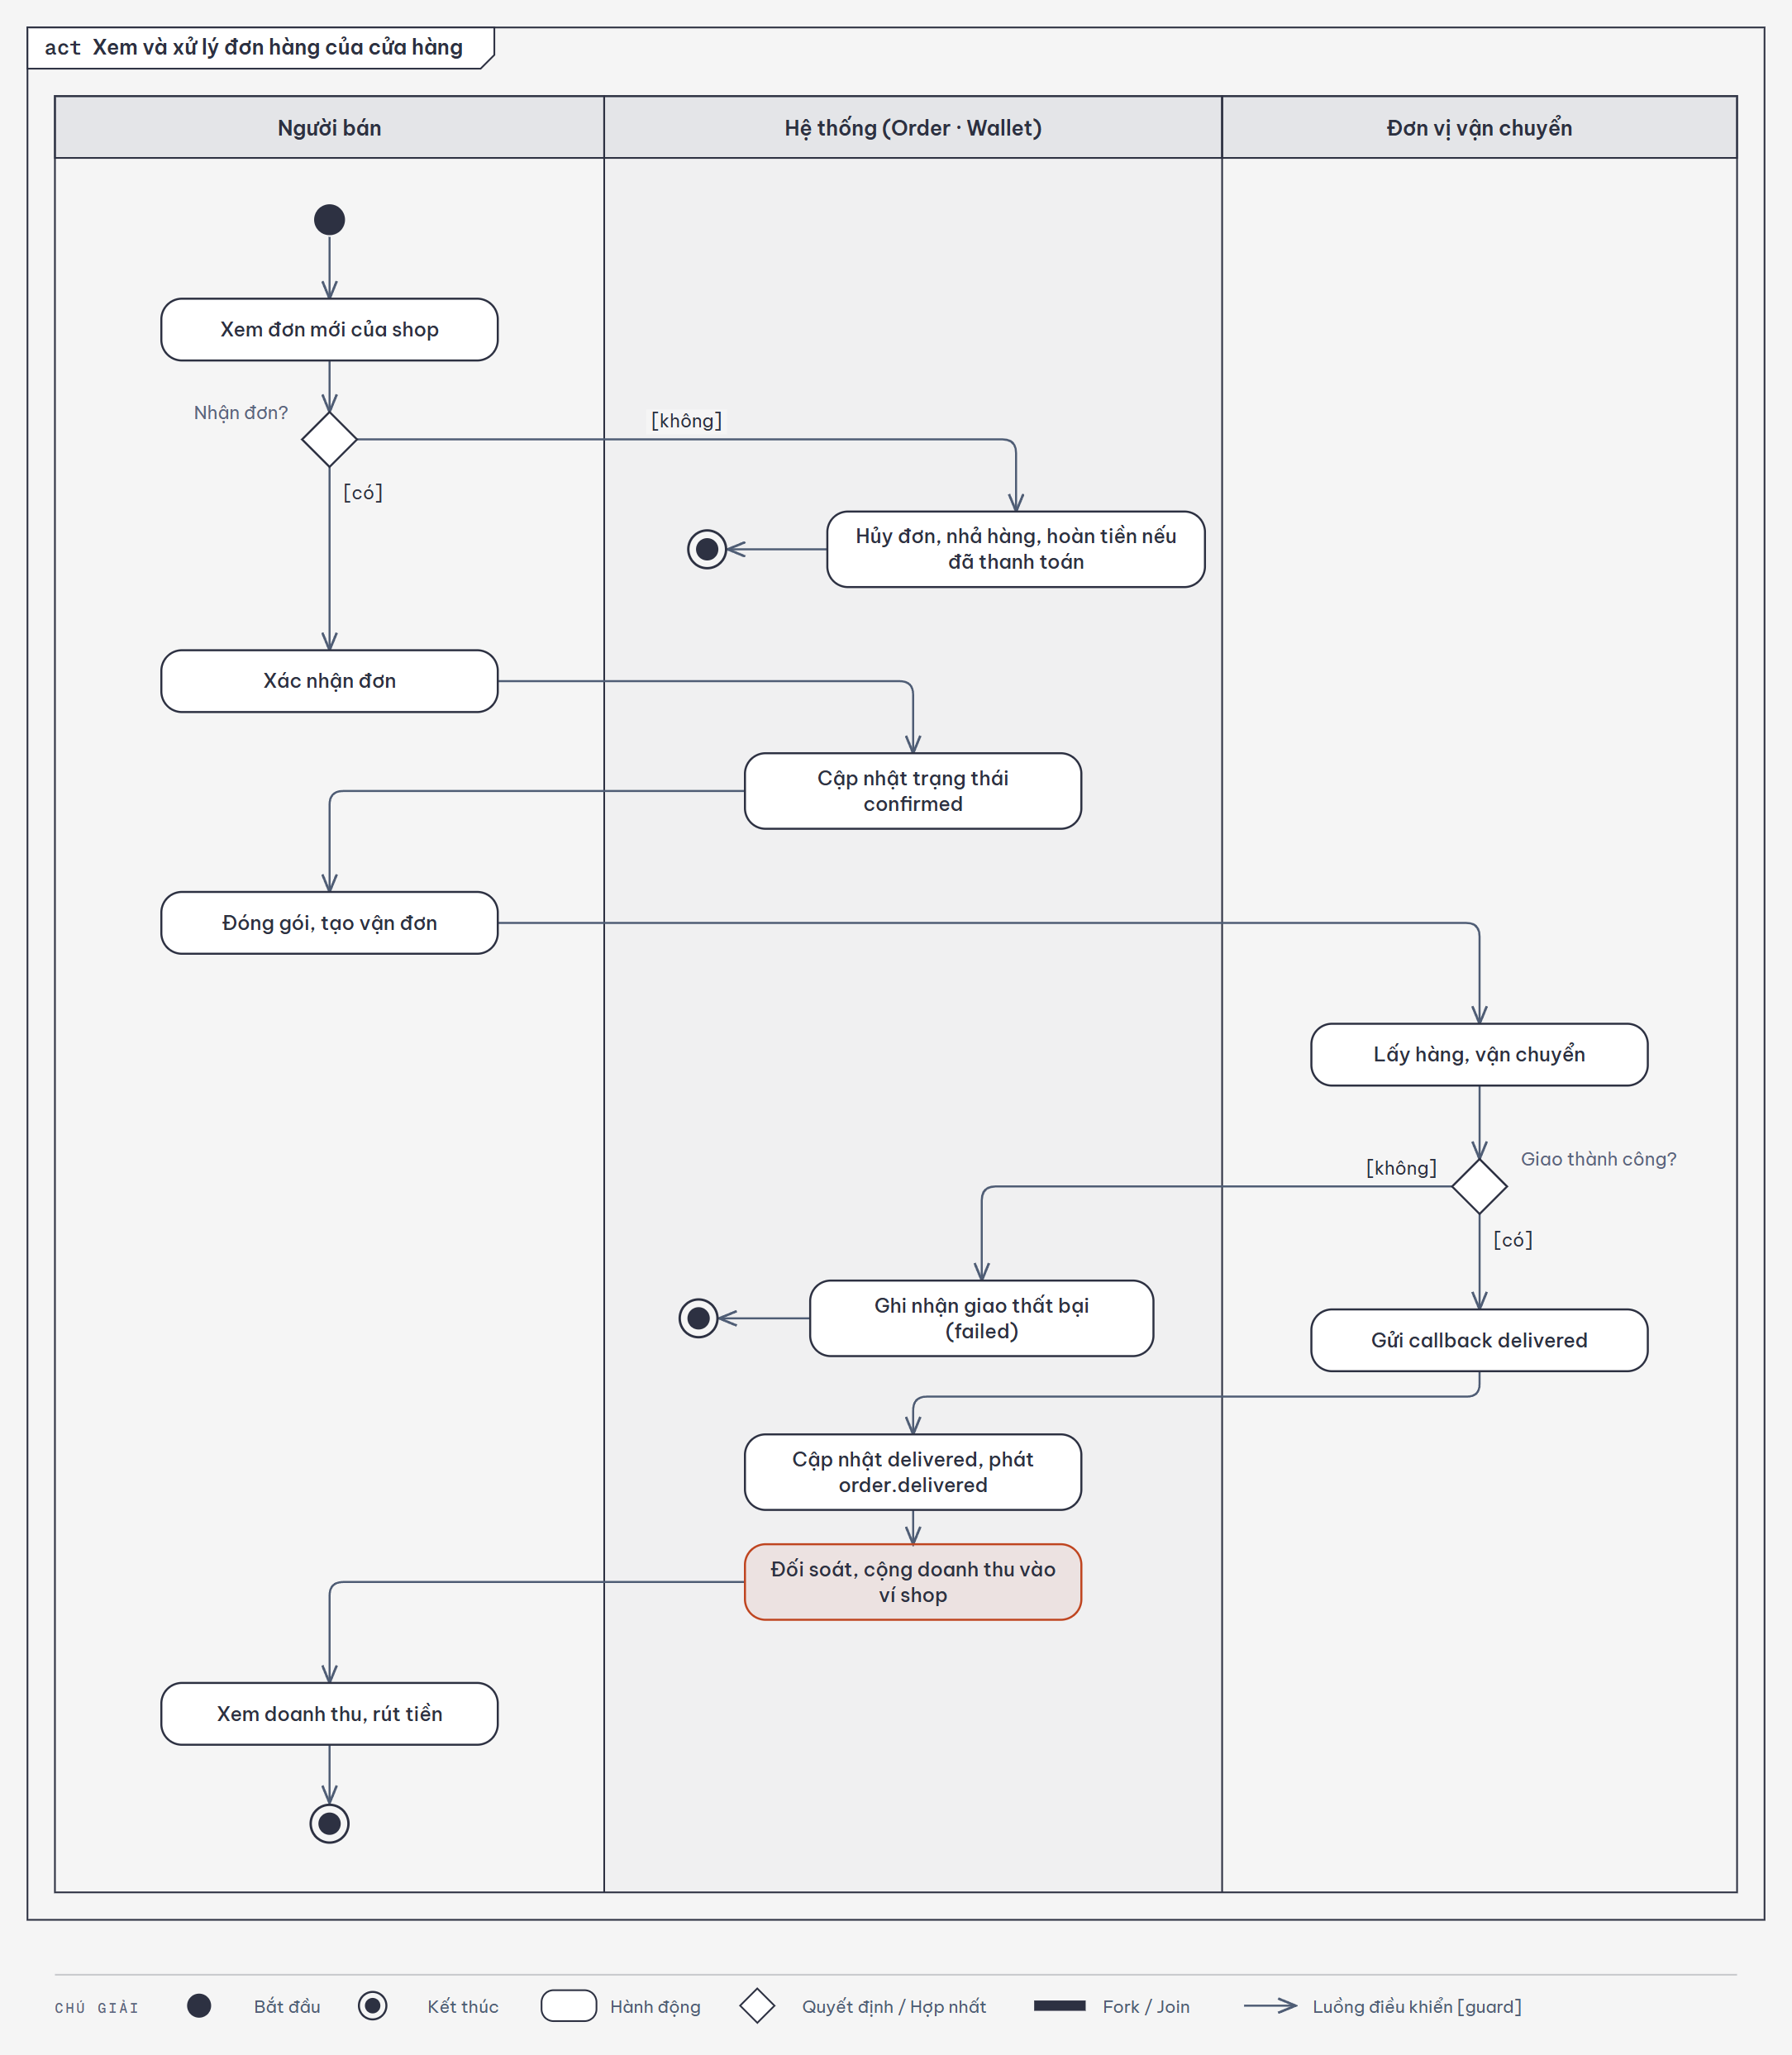 act Xem và xử lý đơn hàng của cửa hàng
Người bán
Hệ thống (Order · Wallet)
Đơn vị vận chuyển
Xem đơn mới của shop
Nhận đơn?
[không]
[có]
Hủy đơn, nhả hàng, hoàn tiền nếu
đã thanh toán
Xác nhận đơn
Cập nhật trạng thái
confirmed
Đóng gói, tạo vận đơn
Lấy hàng, vận chuyển
Giao thành công?
[không]
[có]
Ghi nhận giao thất bại
(failed)
Gửi callback delivered
Cập nhật delivered, phát
order.delivered
Đối soát, cộng doanh thu vào
ví shop
Xem doanh thu, rút tiền
CHÚ GIẢI
Bắt đầu
Kết thúc
Hành động
Quyết định / Hợp nhất
Fork / Join
Luồng điều khiển [guard]